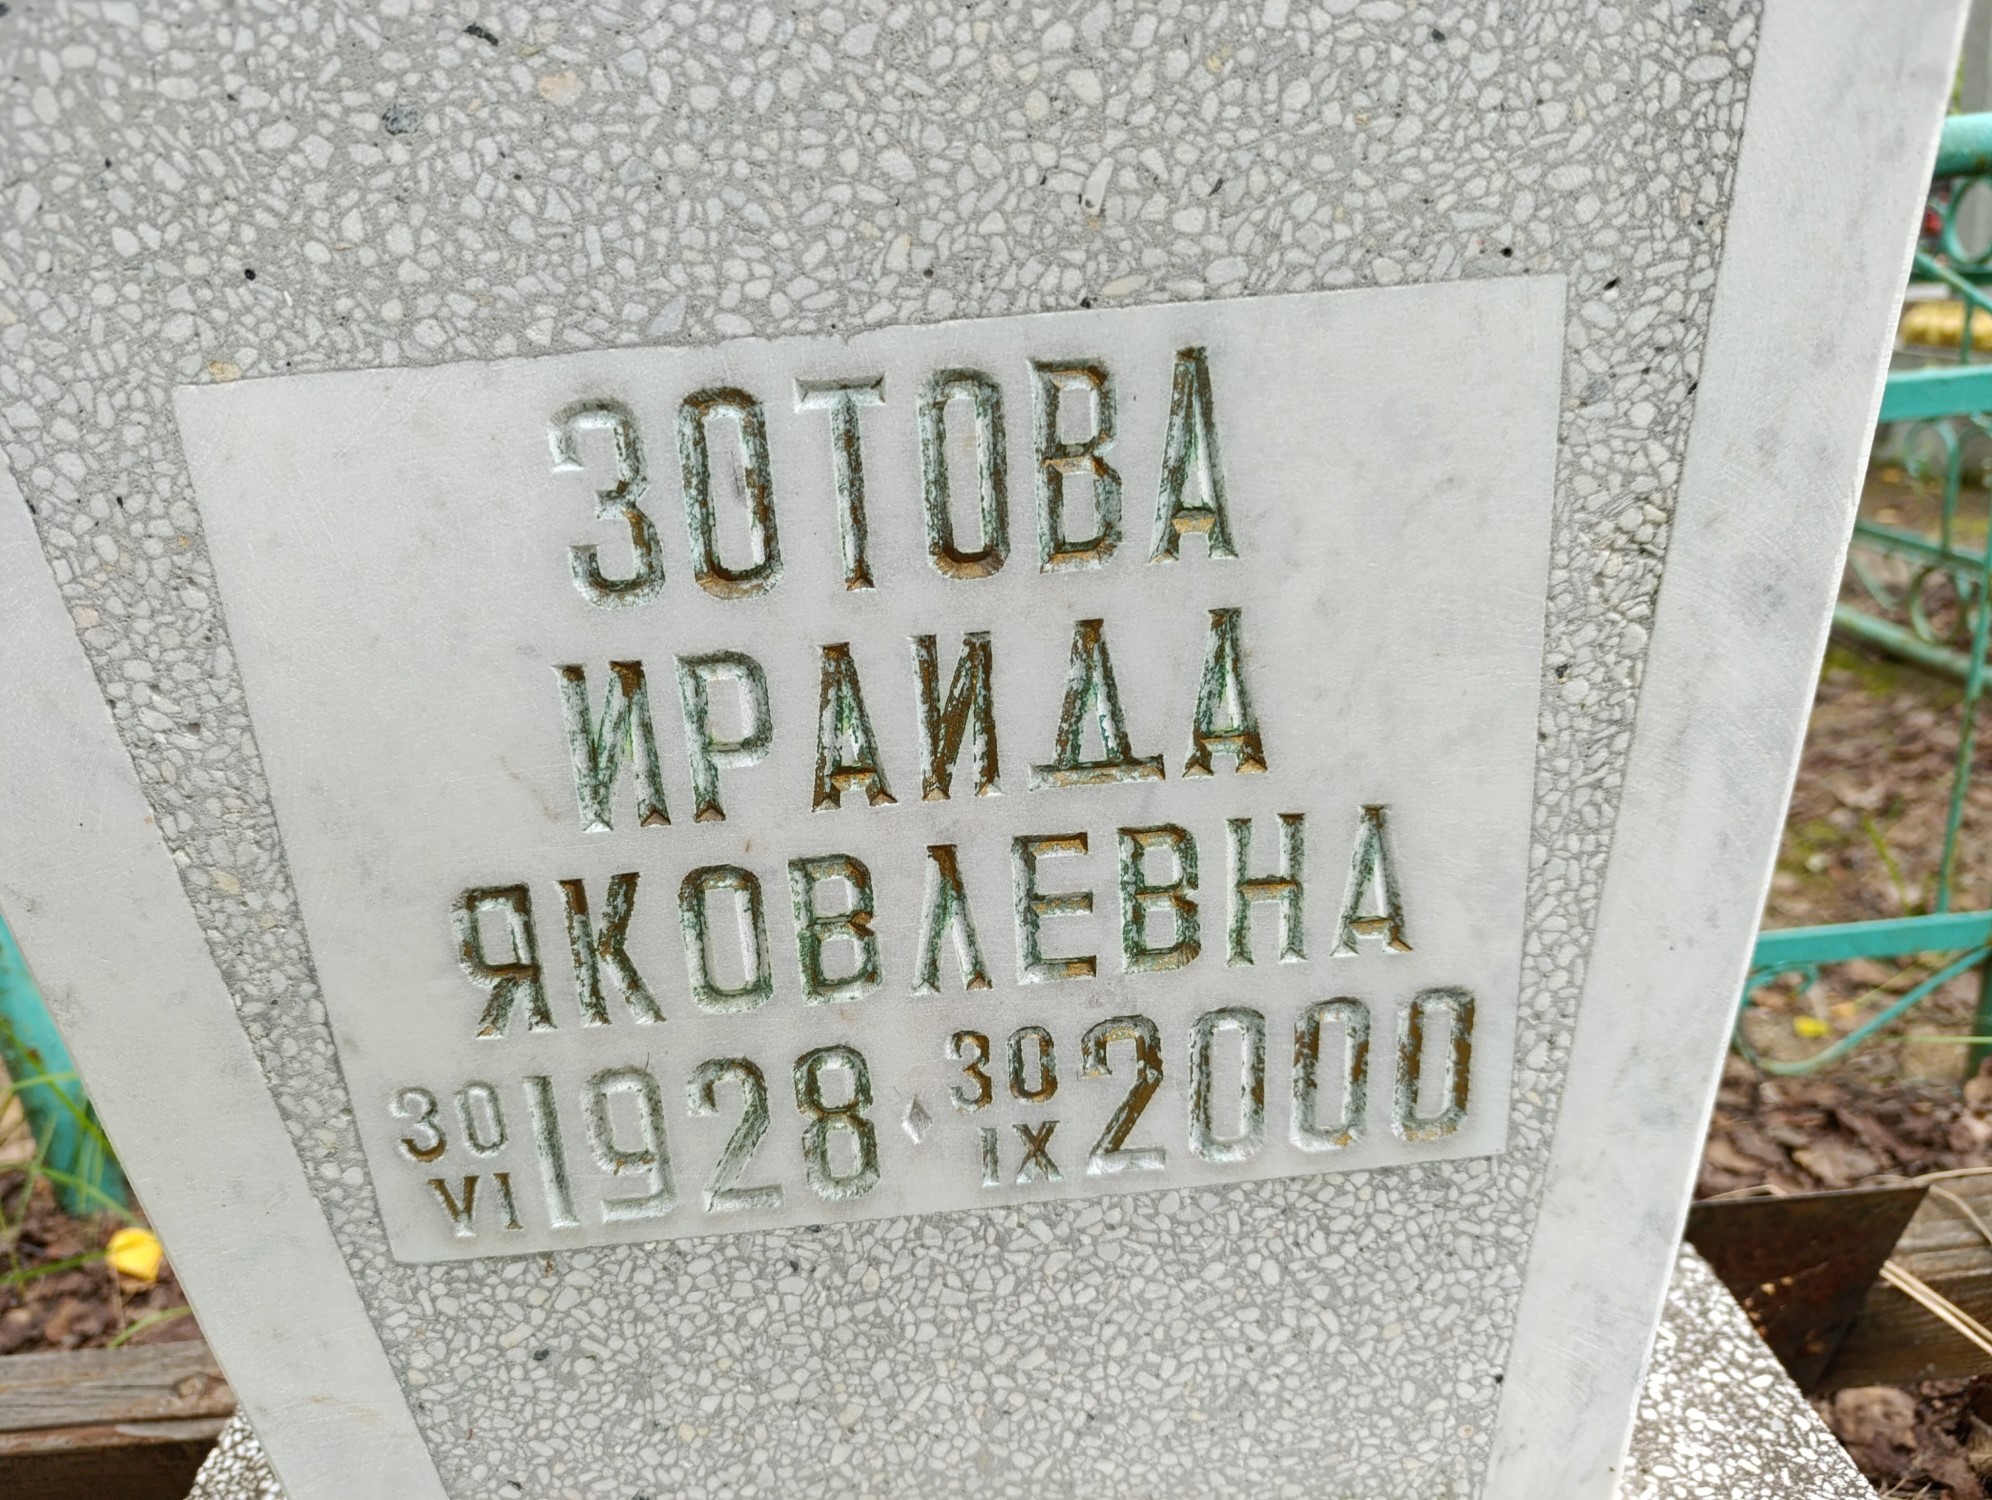 ЗОТОВА
ИРАИДА
ЯКОВЛЕВНА
30 VI 1928 ♦ 30 IX 2000